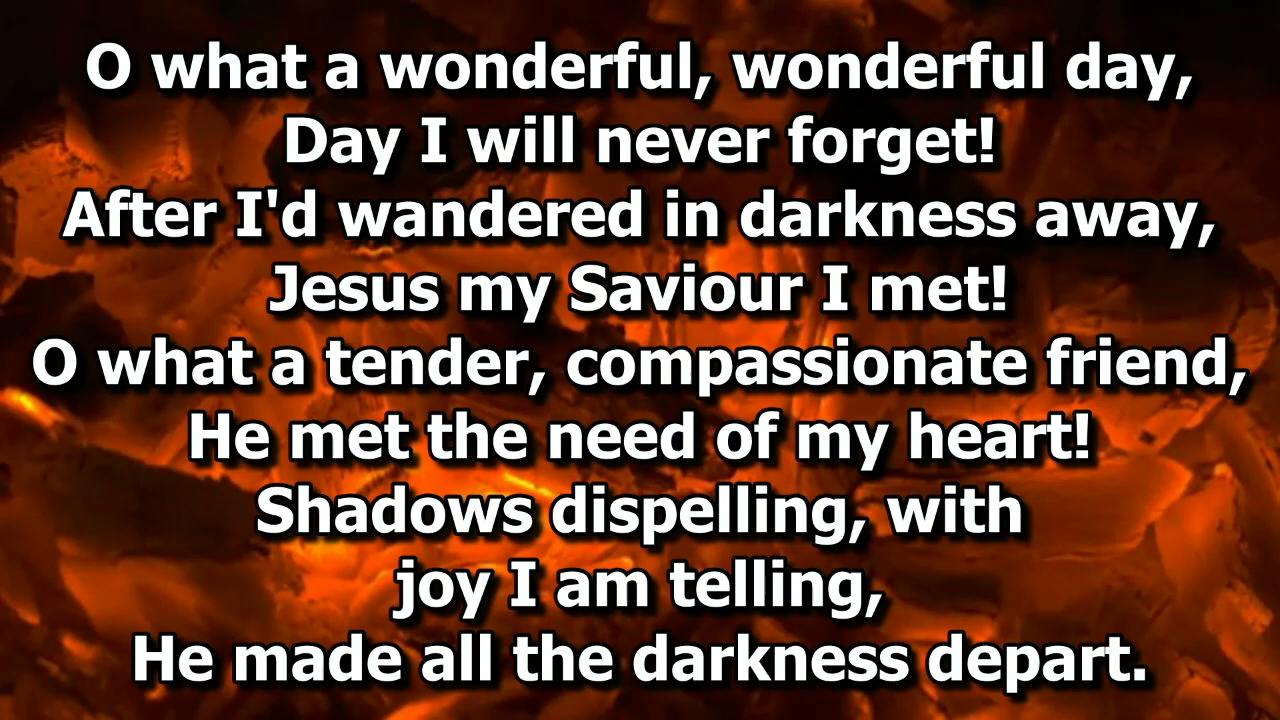 O what a wonderful, wonderful day,
Day I will never forget!
After I'd wandered in darkness away,
Jesus my Saviour I met!
O what a tender, compassionate friend,
He met the need of my heart!
Shadows dispelling, with
joy I am telling,
He made all the darkness depart.